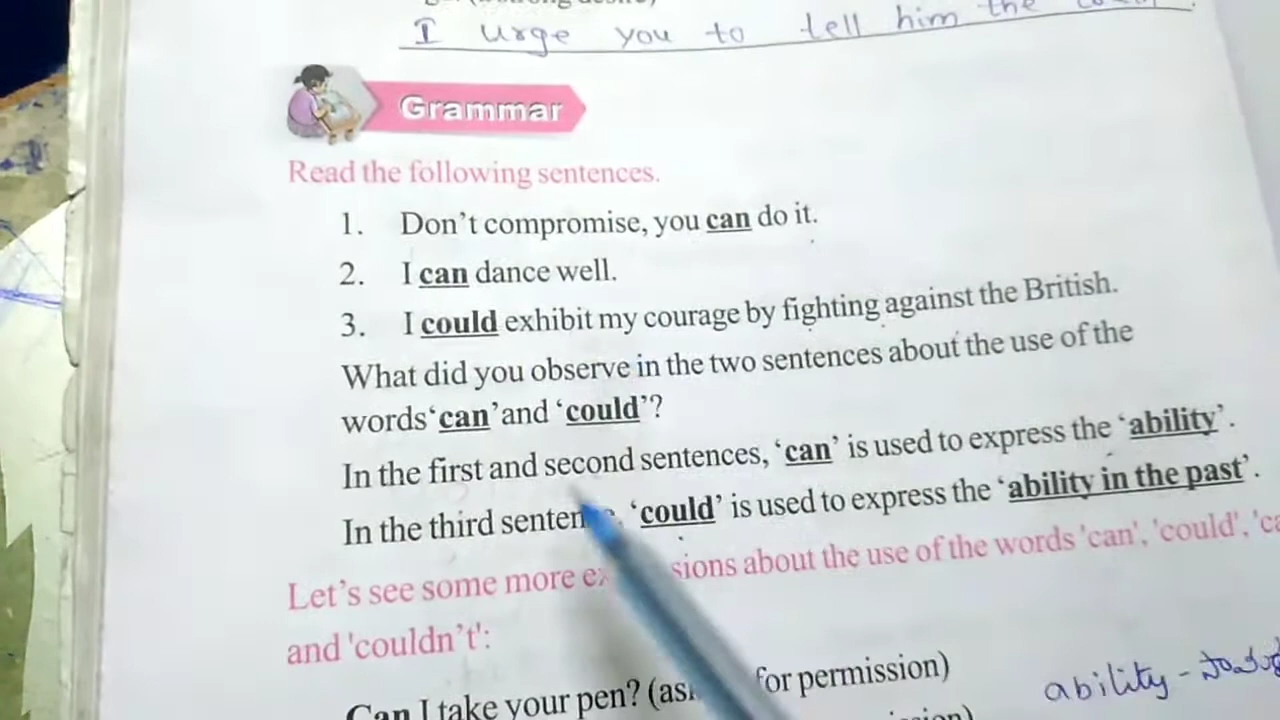 I urge you to tell him the
Grammar
Read the following sentences.
1. Don't compromise, you can do it.
2. I can dance well.
3. I could exhibit my courage by fighting against the British.
What did you observe in the two sentences about the use of the
words 'can' and 'could'?
In the first and second sentences, 'can' is used to express the 'ability'.
In the third sentence, 'could' is used to express the 'ability in the past'.
Let's see some more about the use of the words 'can', 'could',
and 'couldn't':
Can I take your pen? for permission)
ability -